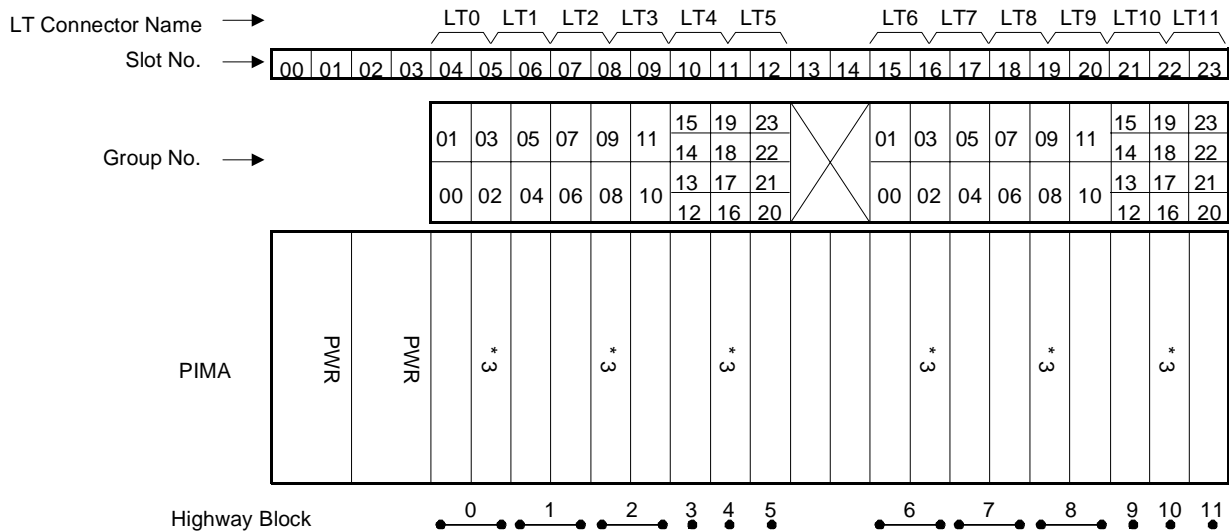 LT Connector Name LT0 LT1 LT2 LT3 LT4 LT5 LT6 LT7 LT8 LT9 LT10 LT11
Slot No. 00 01 02 03 04 05 06 07 08 09 10 11 12 13 14 15 16 17 18 19 20 21 22 23
15 19 23 15 19 23
01 03 05 07 09 11 01 03 05 07 09 11
14 18 22 14 18 22
Group No.
13 17 21 13 17 21
00 02 04 06 08 10 00 02 04 06 08 10
12 16 20 12 16 20
PIMA PWR PWR *3 *3 *3 *3 *3 *3
Highway Block 0 1 2 3 4 5 6 7 8 9 10 11